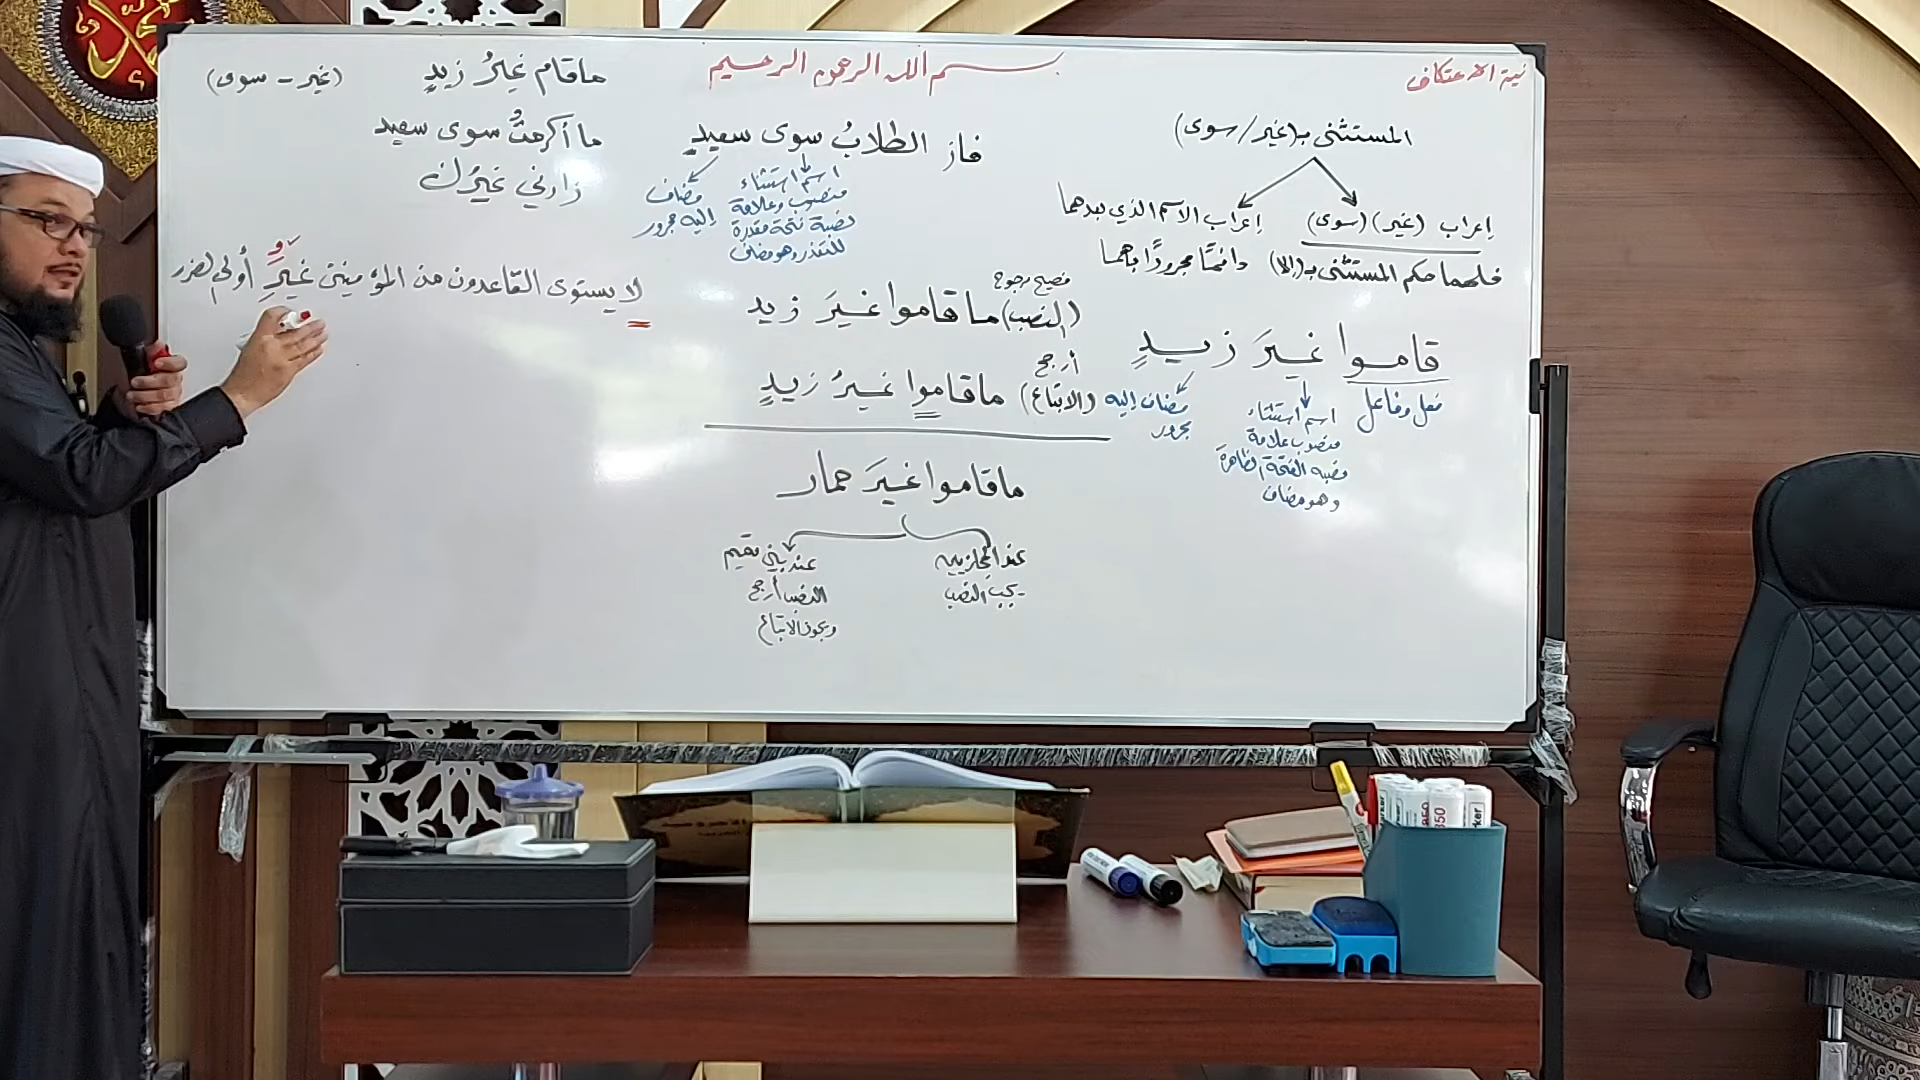 نية الاعتكاف
بسم الله الرحمن الرحيم
المستثنى بـ(غير/سوى)
إعراب (غير) (سوى)
فلهما حكم المستثنى بـ(إلا)
إعراب الاسم الذي بعدهما
دائمًا مجرورًا بهما
قاموا غيرَ زيدٍ
فعل وفاعل
اسم استثناء
منصوب علامة
نصبه الفتحة الظاهرة
وهو مضاف
مضاف إليه
مجرور
فاز الطلابُ سوى سعيدٍ
اسم استثناء
منصوب وعلامة
نصبه فتحة مقدرة
للتعذر وهو مضاف
مضاف
إليه مجرور
فصيح مرجوح
(النصب) ما قاموا غيرَ زيد
أرجح
(الاتباع) ما قاموا غيرُ زيدٍ
ما قاموا غيرَ حمار
عند الحجازيين
يجب النصب
عند بني تميم
النصب أرجح
ويجوز الاتباع
(غير - سوى)
ما قام غيرُ زيدٍ
ما أكرمتُ سوى سعيد
زارني غيرُك
لا يستوى القاعدون من المؤمنين غيرَُِ أولي الضرر